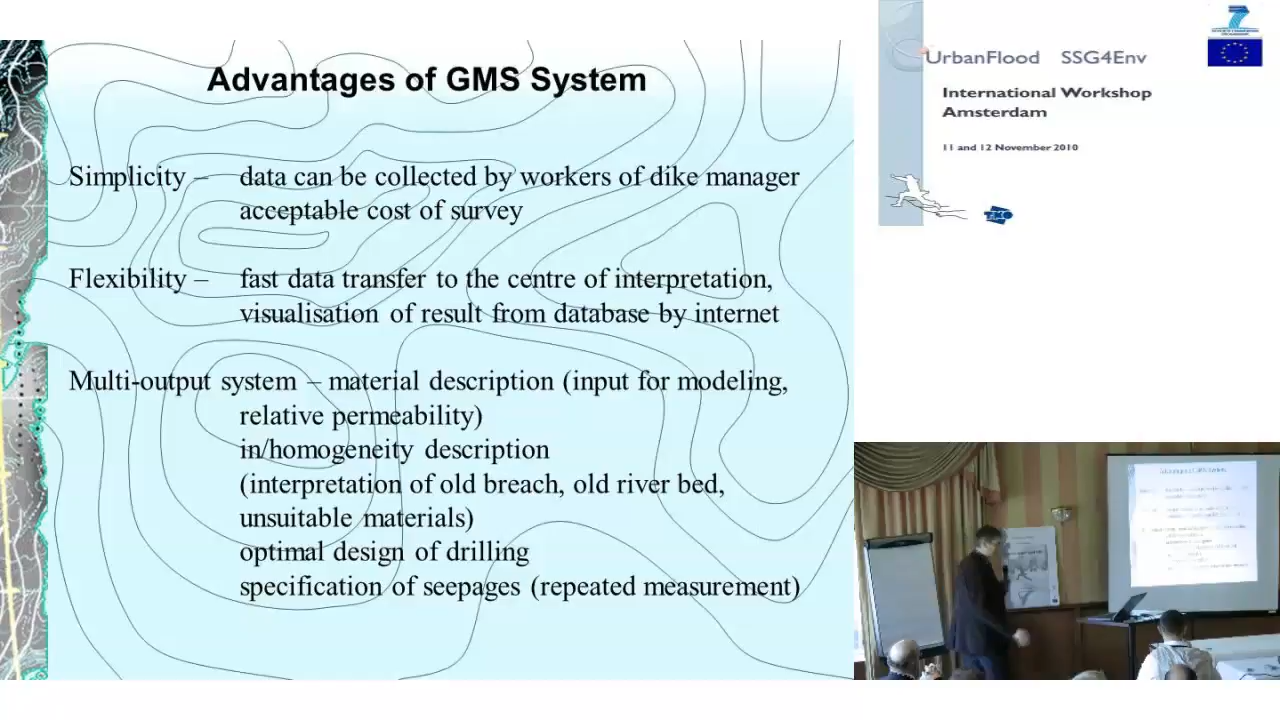 Advantages of GMS System
Simplicity – data can be collected by workers of dike manager
acceptable cost of survey
Flexibility – fast data transfer to the centre of interpretation,
visualisation of result from database by internet
Multi-output system – material description (input for modeling,
relative permeability)
in/homogeneity description
(interpretation of old breach, old river bed,
unsuitable materials)
optimal design of drilling
specification of seepages (repeated measurement)
UrbanFlood SSG4Env
International Workshop
Amsterdam
11 and 12 November 2010